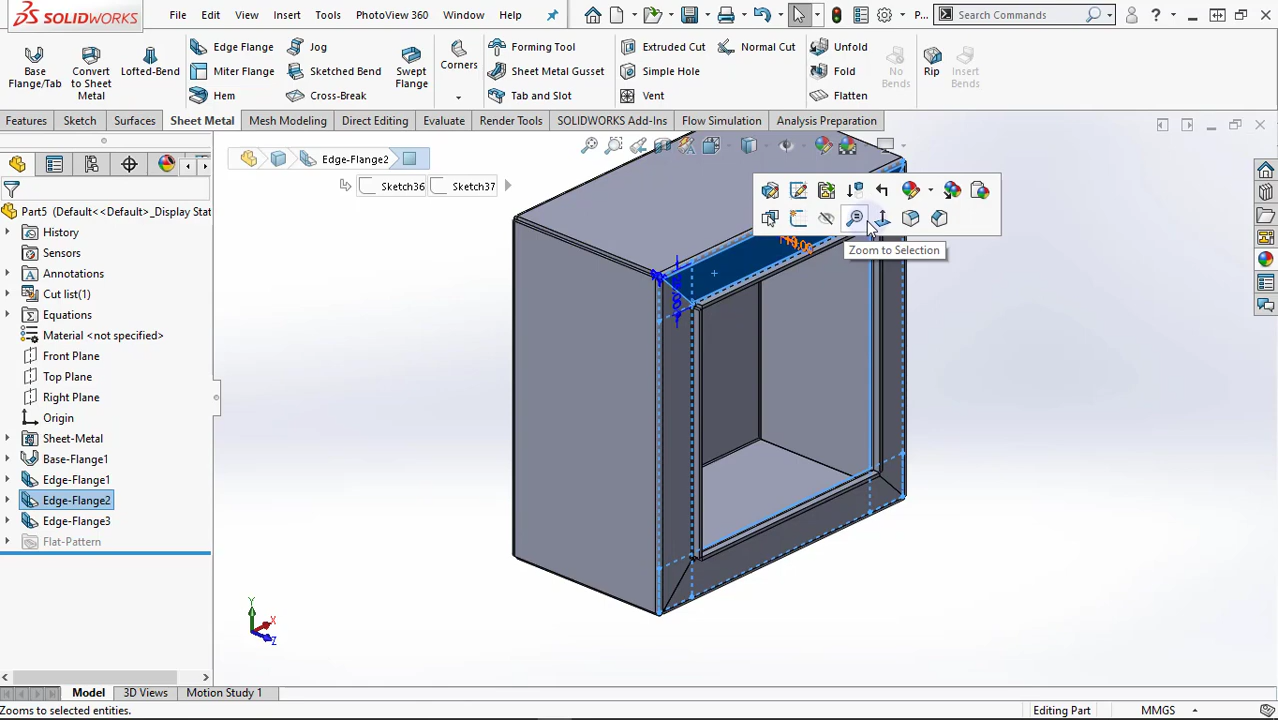 SOLIDWORKS File Edit View Insert Tools PhotoView 360 Window Help P... Search Commands ?
Base Flange/Tab
Convert to Sheet Metal
Lofted-Bend
Edge Flange
Miter Flange
Hem
Jog
Sketched Bend
Cross-Break
Swept Flange
Corners
Forming Tool
Sheet Metal Gusset
Tab and Slot
Extruded Cut
Simple Hole
Vent
Normal Cut
Unfold
Fold
Flatten
No Bends
Rip
Insert Bends
Features Sketch Surfaces Sheet Metal Mesh Modeling Direct Editing Evaluate Render Tools SOLIDWORKS Add-Ins Flow Simulation Analysis Preparation
Edge-Flange2
Sketch36 Sketch37
Part5 (Default<<Default>_Display Stat
History
Sensors
Annotations
Cut list(1)
Equations
Material <not specified>
Front Plane
Top Plane
Right Plane
Origin
Sheet-Metal
Base-Flange1
Edge-Flange1
Edge-Flange2
Edge-Flange3
Flat-Pattern
Zoom to Selection
Y
X
Z
Model 3D Views Motion Study 1
Zooms to selected entities. Editing Part MMGS